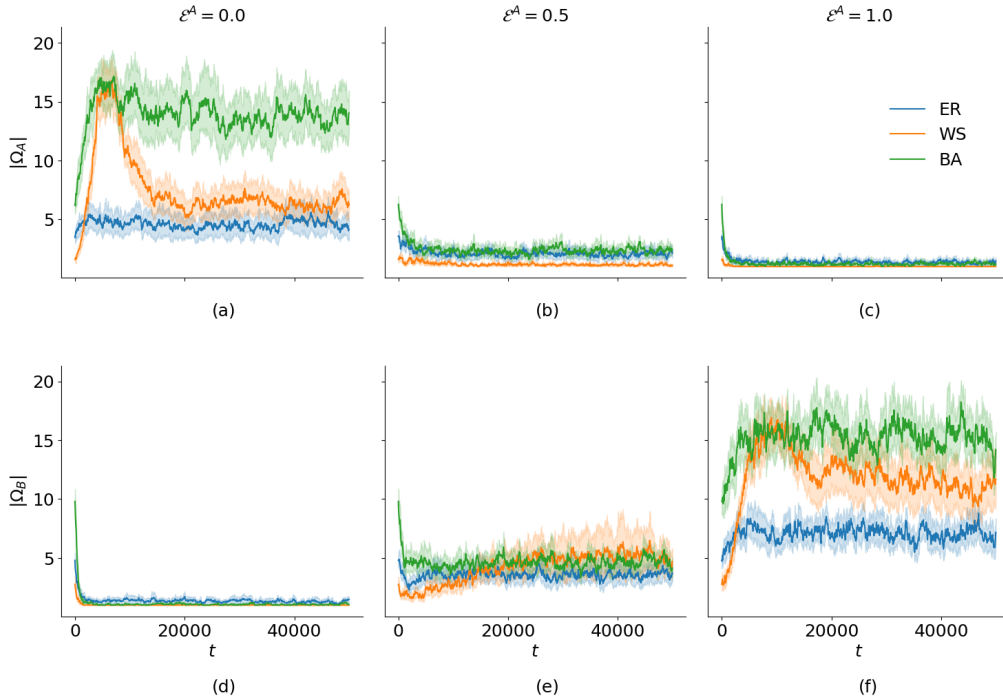 ℰ^A = 0.0
ℰ^A = 0.5
ℰ^A = 1.0
20
15
10
5
|Ω_A|
ER
WS
BA
(a)
(b)
(c)
20
15
10
5
|Ω_B|
0 20000 40000
0 20000 40000
0 20000 40000
t
t
t
(d)
(e)
(f)